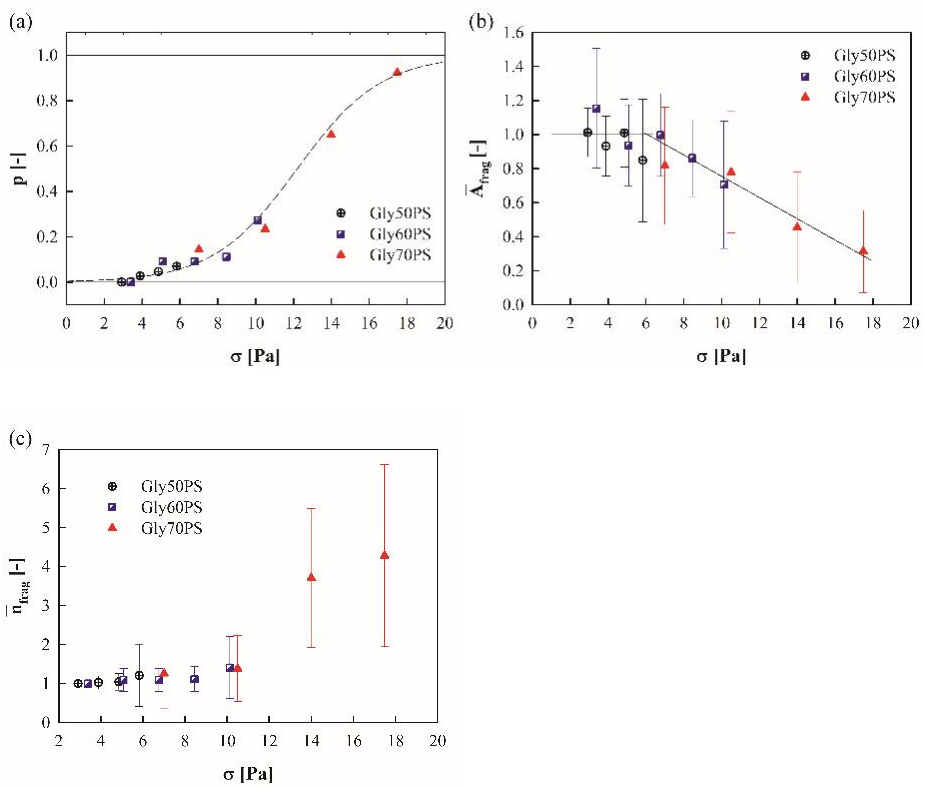 (a)
1.0
0.8
0.6
0.4
0.2
0.0
p [-]
Gly50PS
Gly60PS
Gly70PS
0 2 4 6 8 10 12 14 16 18 20
σ [Pa]
(b)
1.6
1.4
1.2
1.0
0.8
0.6
0.4
0.2
0.0
A̅frag [-]
Gly50PS
Gly60PS
Gly70PS
0 2 4 6 8 10 12 14 16 18 20
σ [Pa]
(c)
7
6
5
4
3
2
1
0
n̅frag [-]
Gly50PS
Gly60PS
Gly70PS
2 4 6 8 10 12 14 16 18 20
σ [Pa]